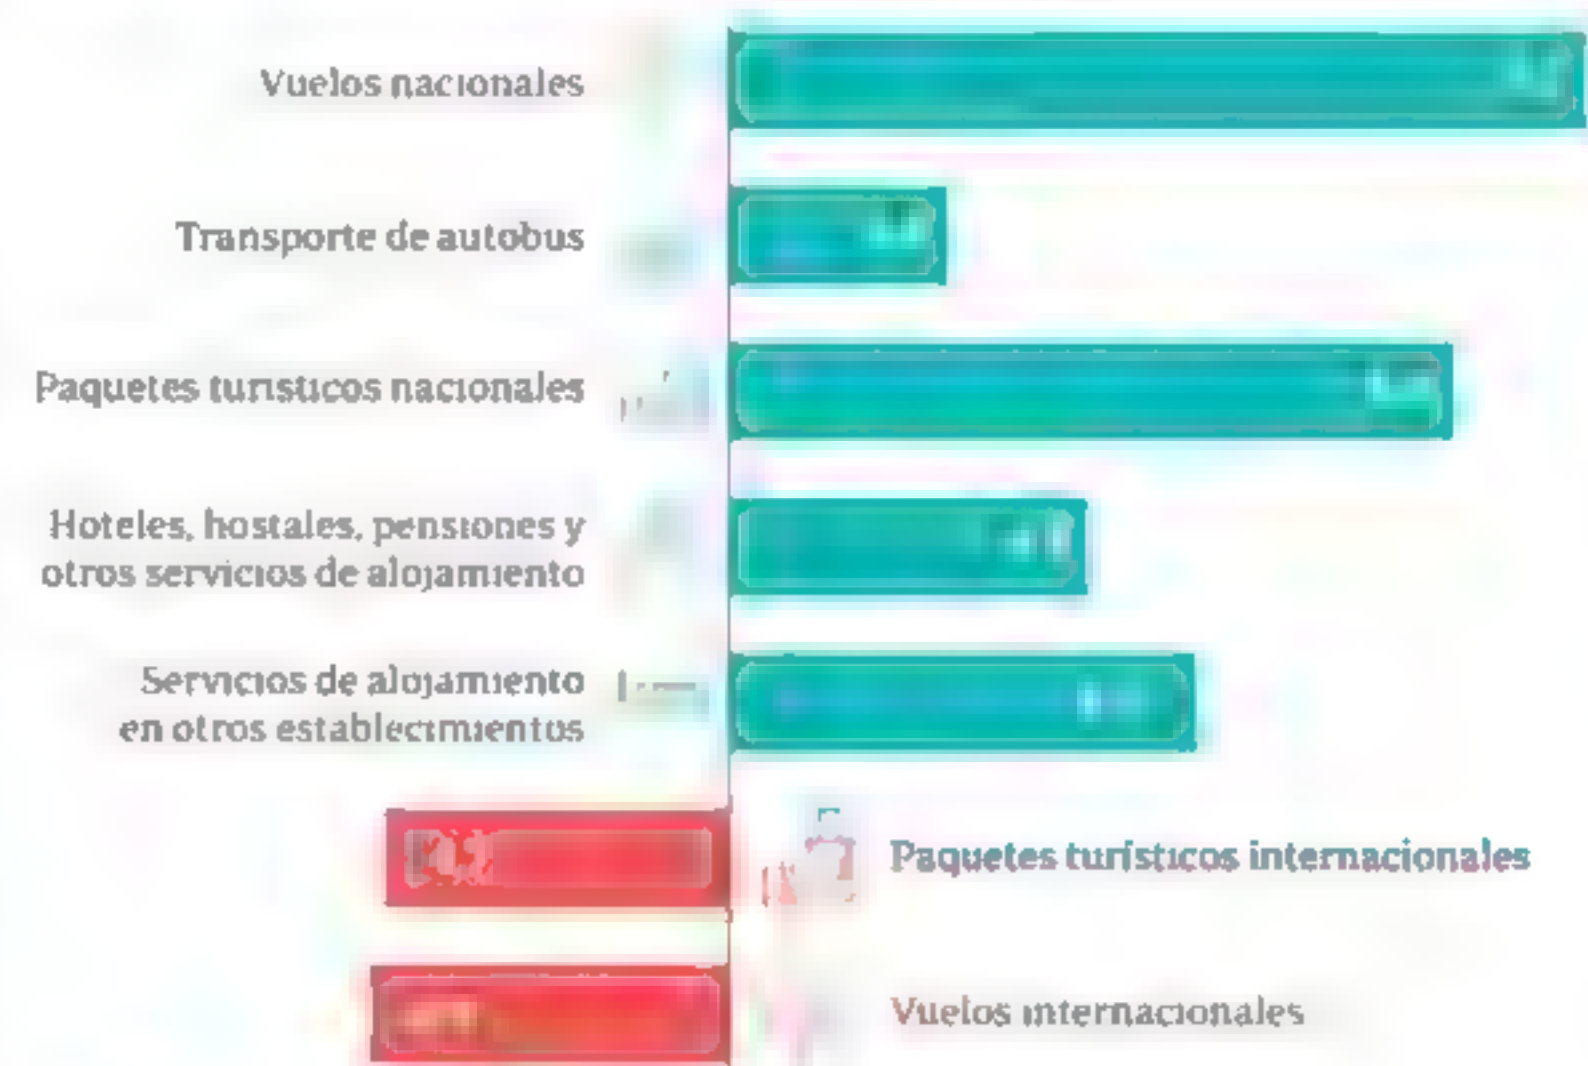 Vuelos nacionales
Transporte de autobus
Paquetes turísticos nacionales
Hoteles, hostales, pensiones y
otros servicios de alojamiento
Servicios de alojamiento
en otros establecimientos
Paquetes turísticos internacionales
Vuelos internacionales